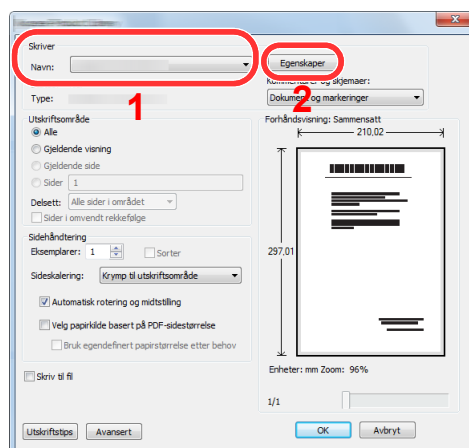 Skriver
Navn:
Egenskaper
Kommentarer og skjemaer:
Type:
1
2
Dokument og markeringer
Utskriftsområde
Alle
Gjeldende visning
Gjeldende side
Sider 1
Delsett: Alle sider i området
Sider i omvendt rekkefølge
Forhåndsvisning: Sammensatt
210,02
297,01
Sidehåndtering
Eksemplarer: 1
Sorter
Sideskalering: Krymp til utskriftsområde
Automatisk rotering og midtstilling
Velg papirkilde basert på PDF-sidestørrelse
Bruk egendefinert papirstørrelse etter behov
Enheter: mm Zoom: 96%
Skriv til fil
1/1
Utskriftstips
Avansert
OK
Avbryt